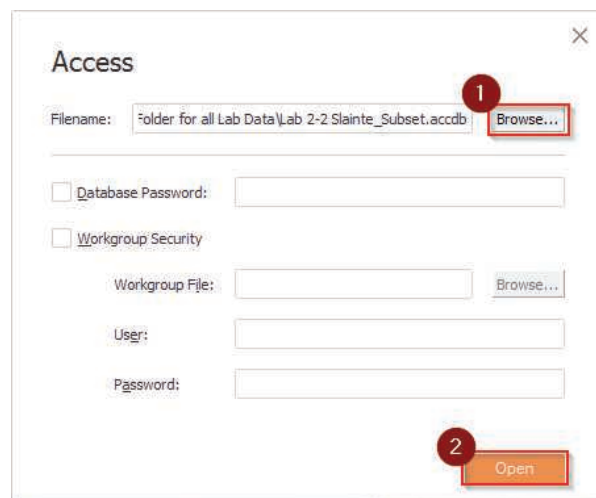 Access
1
Filename: Folder for all Lab Data\Lab 2-2 Slainte_Subset.accdb Browse...
Database Password:
Workgroup Security
Workgroup File: Browse...
User:
Password:
2
Open